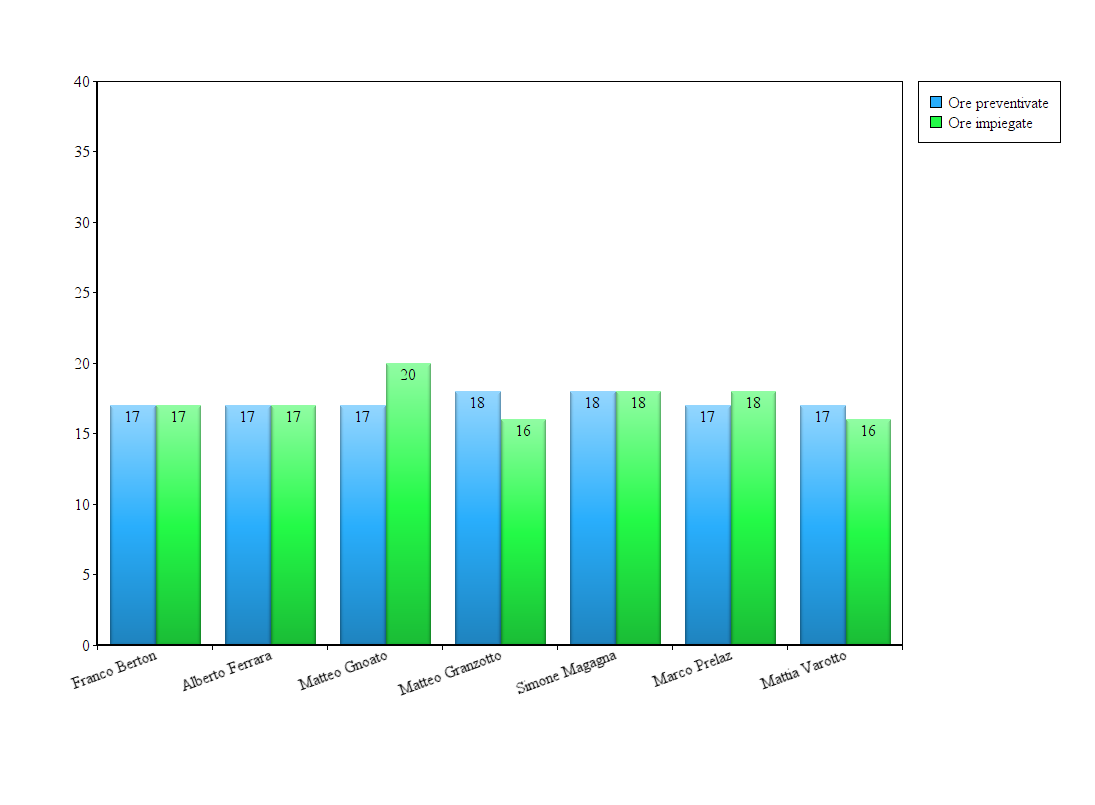 40
35
30
25
20
15
10
5
0
Ore preventivate
Ore impiegate
17 17 17 17 17 20 18 16 18 18 17 18 17 16
Franco Berton
Alberto Ferrara
Matteo Gnoato
Matteo Granzotto
Simone Magagna
Marco Prelaz
Mattia Varotto